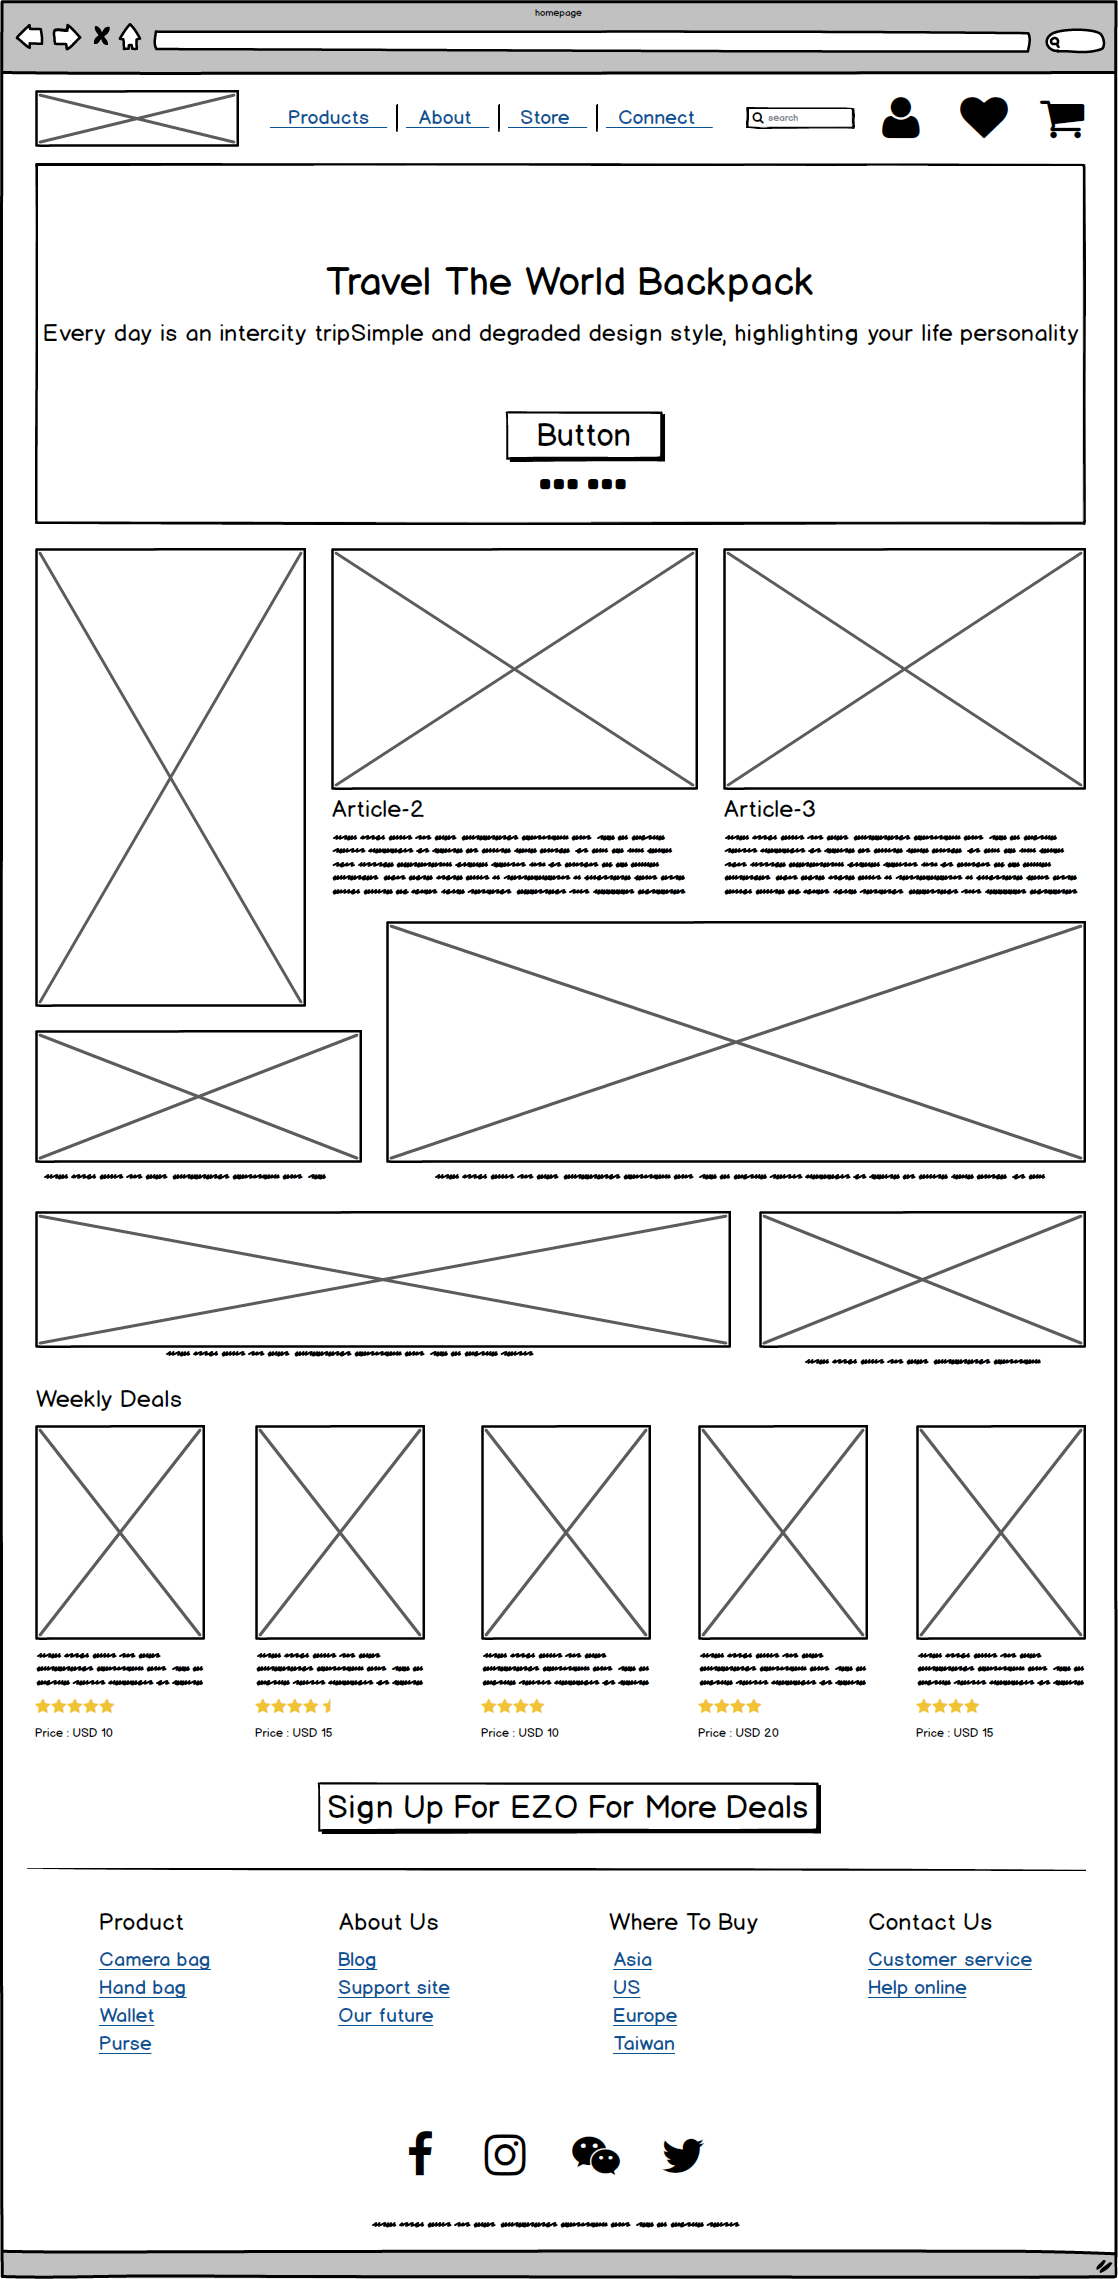 homepage
Products About Store Connect search
Travel The World Backpack
Every day is an intercity tripSimple and degraded design style, highlighting your life personality
Button
Article-2
Article-3
Weekly Deals
Price : USD 10
Price : USD 15
Price : USD 10
Price : USD 20
Price : USD 15
Sign Up For EZO For More Deals
Product
Camera bag
Hand bag
Wallet
Purse
About Us
Blog
Support site
Our future
Where To Buy
Asia
US
Europe
Taiwan
Contact Us
Customer service
Help online